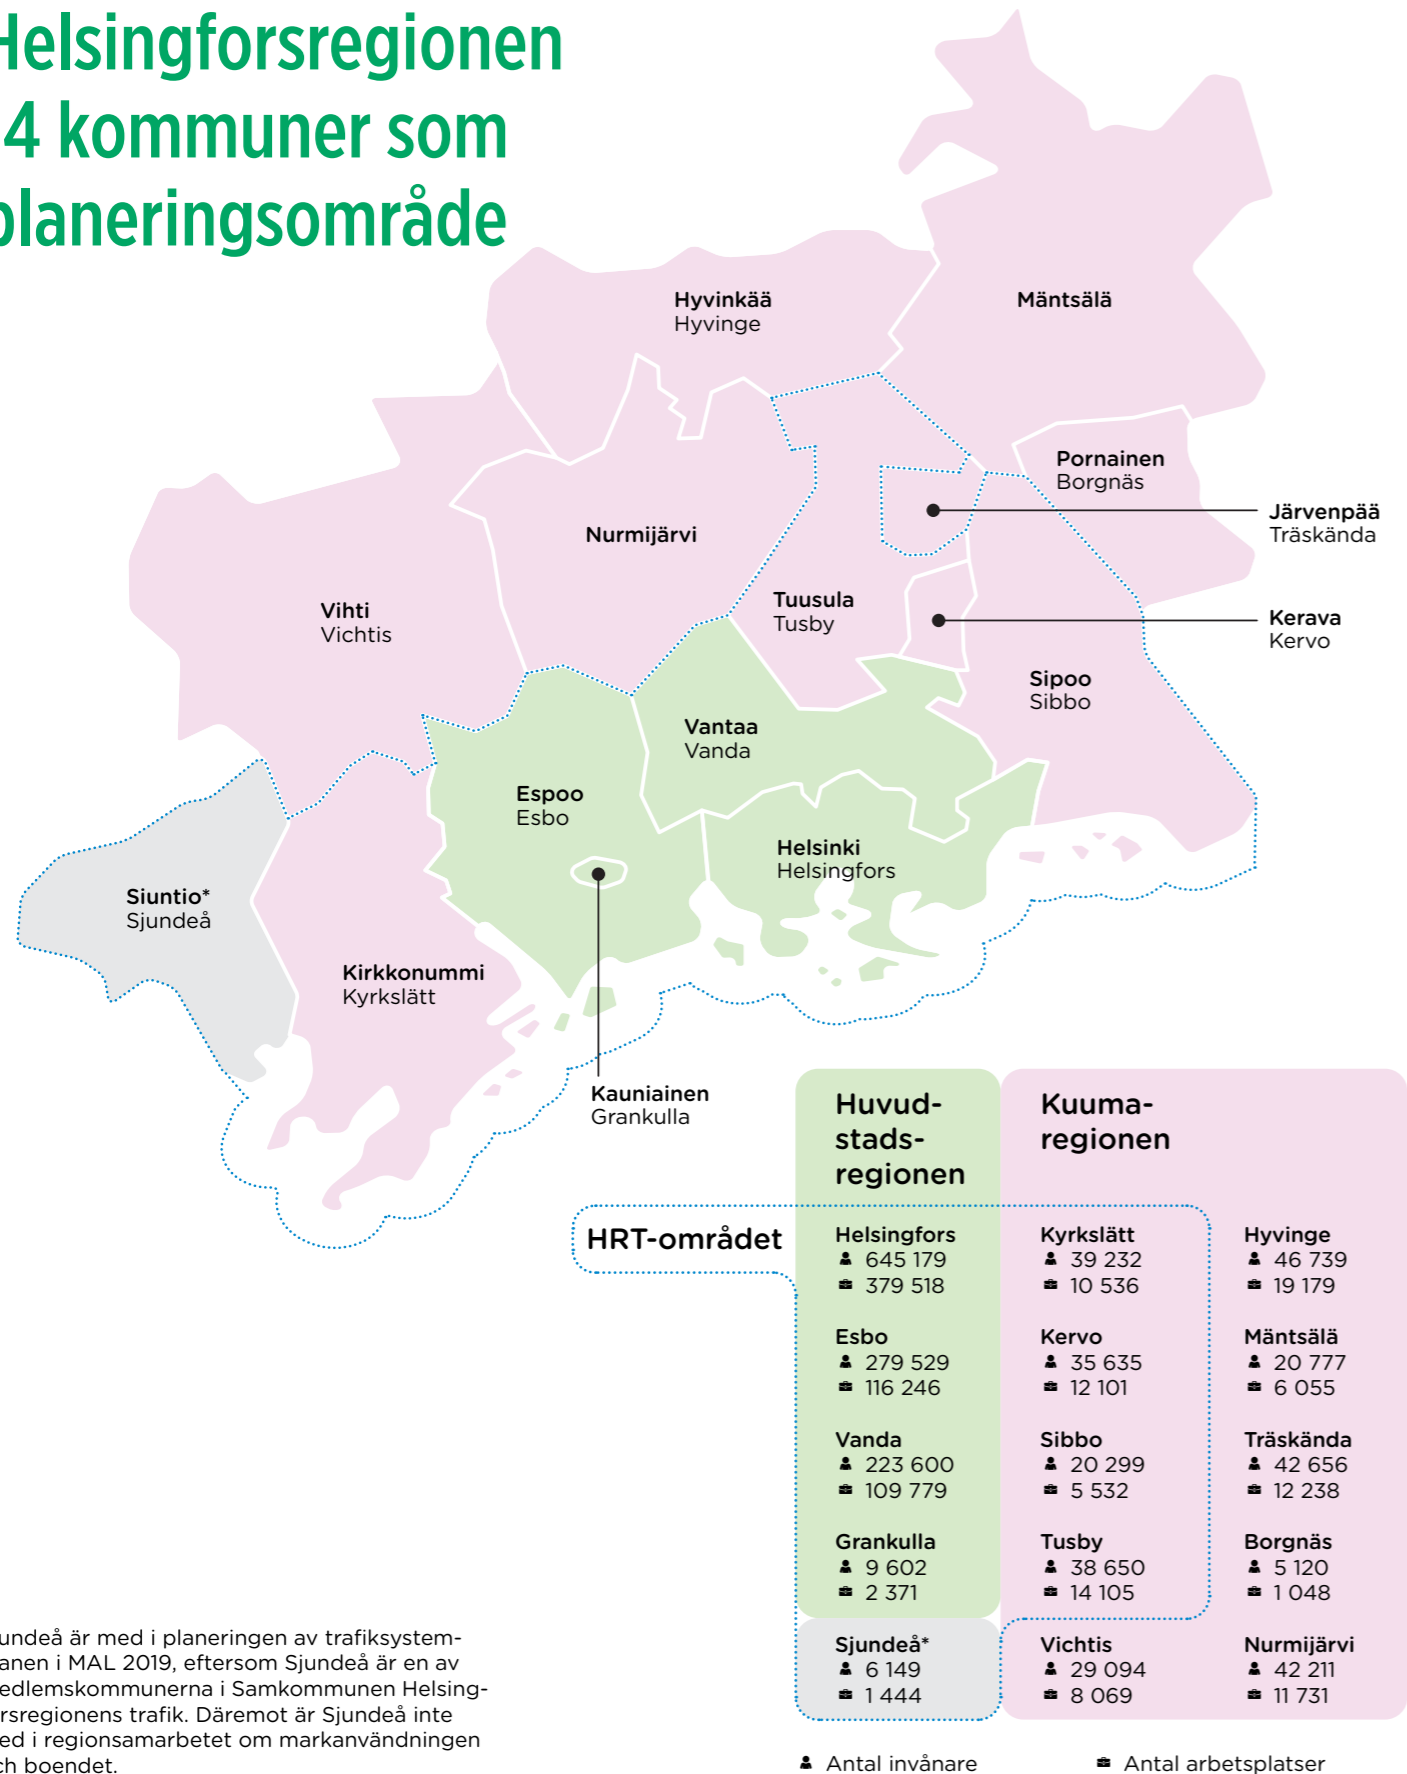 Helsingforsregionen
4 kommuner som
planeringsområde
Hyvinkää
Hyvinge
Mäntsälä
Pornainen
Borgnäs
Järvenpää
Träskända
Nurmijärvi
Tuusula
Tusby
Vihti
Vichtis
Kerava
Kervo
Sipoo
Sibbo
Vantaa
Vanda
Espoo
Esbo
Helsinki
Helsingfors
Siuntio*
Sjundeå
Kirkkonummi
Kyrkslätt
Kauniainen
Grankulla
Huvud-
stads-
regionen
Kuuma-
regionen
HRT-området
Helsingfors
645 179
379 518
Kyrkslätt
39 232
10 536
Hyvinge
46 739
19 179
Esbo
279 529
116 246
Kervo
35 635
12 101
Mäntsälä
20 777
6 055
Vanda
223 600
109 779
Sibbo
20 299
5 532
Träskända
42 656
12 238
Grankulla
9 602
2 371
Tusby
38 650
14 105
Borgnäs
5 120
1 048
Sjundeå*
6 149
1 444
Vichtis
29 094
8 069
Nurmijärvi
42 211
11 731
Antal invånare
Antal arbetsplatser
jundeå är med i planeringen av trafiksystem-
anen i MAL 2019, eftersom Sjundeå är en av
edlemskommunerna i Samkommunen Helsing-
rsregionens trafik. Däremot är Sjundeå inte
ed i regionsamarbetet om markanvändningen
ch boendet.